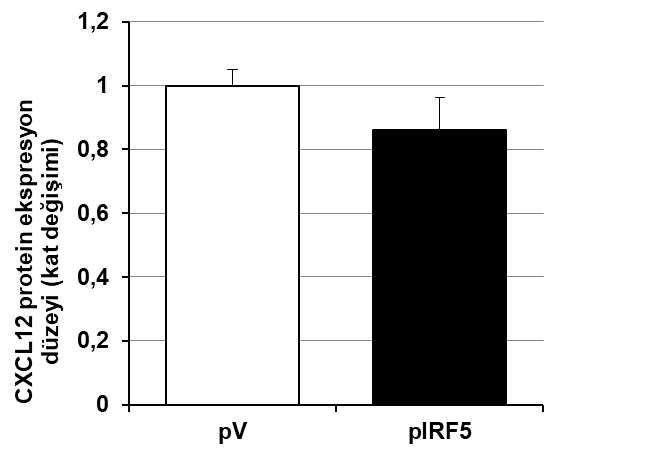 1,2
1
0,8
0,6
0,4
0,2
0
CXCL12 protein ekspresyon
düzeyi (kat değişimi)
pV
pIRF5